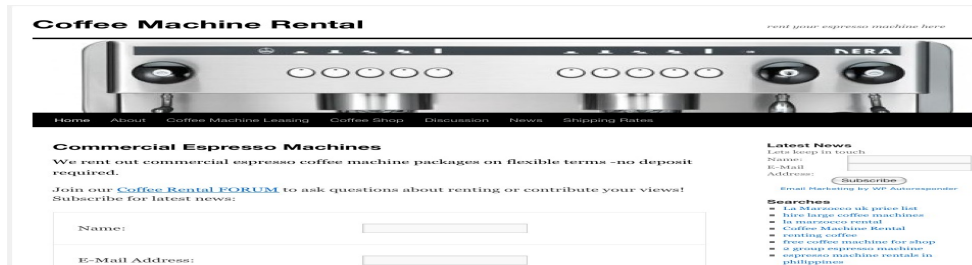 Coffee Machine Rental
rent your espresso machine here
Home About Coffee Machine Leasing Coffee Shop Discussion News Shipping Rates
Commercial Espresso Machines
We rent out commercial espresso coffee machine packages on flexible terms -no deposit
required.
Join our Coffee Rental FORUM to ask questions about renting or contribute your views!
Subscribe for latest news:
Name:
E-Mail Address:
Latest News
Lets keep in touch
Name:
E-Mail
Address:
Subscribe
Email Marketing by WP Autoresponder
Searches
La Marzocco uk price list
hire large coffee machines
la marzocco rental
Coffee Machine Rental
renting coffee
free coffee machine for shop
2 group espresso machine
espresso machine rentals in
philippines